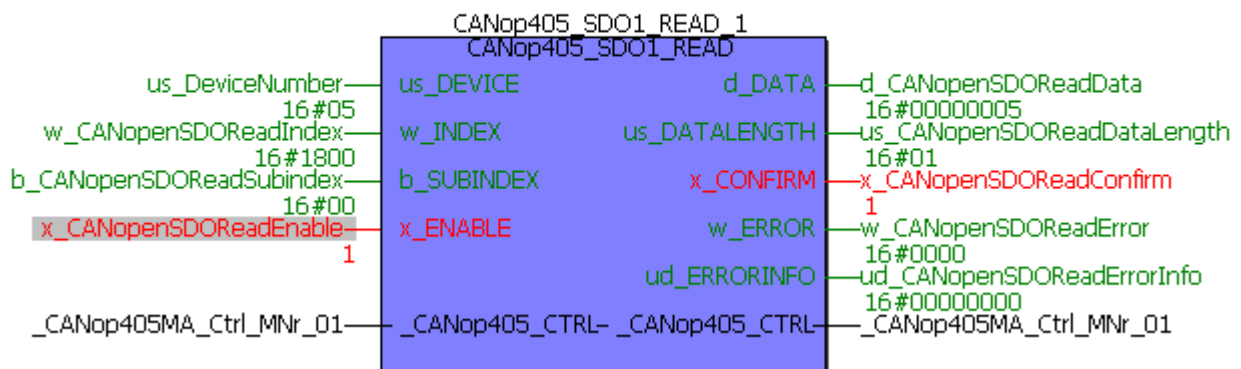 CANop405_SDO1_READ_1
CANop405_SDO1_READ
us_DeviceNumber us_DEVICE d_DATA d_CANopenSDOReadData
16#05 16#00000005
w_CANopenSDOReadIndex w_INDEX us_DATALENGTH us_CANopenSDOReadDataLength
16#1800 16#01
b_CANopenSDOReadSubindex b_SUBINDEX x_CONFIRM x_CANopenSDOReadConfirm
16#00 1
x_CANopenSDOReadEnable x_ENABLE w_ERROR w_CANopenSDOReadError
1 16#0000
ud_ERRORINFO ud_CANopenSDOReadErrorInfo
16#00000000
_CANop405MA_Ctrl_MNr_01 _CANop405_CTRL _CANop405_CTRL _CANop405MA_Ctrl_MNr_01